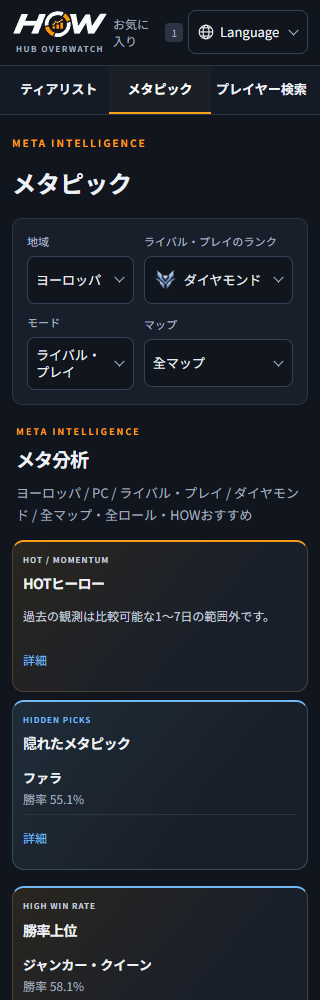 HOW
HUB OVERWATCH
お気に
入り
1
Language
ティアリスト
メタピック
プレイヤー検索
META INTELLIGENCE
メタピック
地域
ライバル・プレイのランク
ヨーロッパ
ダイヤモンド
モード
マップ
ライバル・
プレイ
全マップ
META INTELLIGENCE
メタ分析
ヨーロッパ / PC / ライバル・プレイ / ダイヤモン
ド / 全マップ・全ロール・HOWおすすめ
HOT / MOMENTUM
HOTヒーロー
過去の観測は比較可能な1〜7日の範囲外です。
詳細
HIDDEN PICKS
隠れたメタピック
ファラ
勝率 55.1%
詳細
HIGH WIN RATE
勝率上位
ジャンカー・クイーン
勝率 58.1%